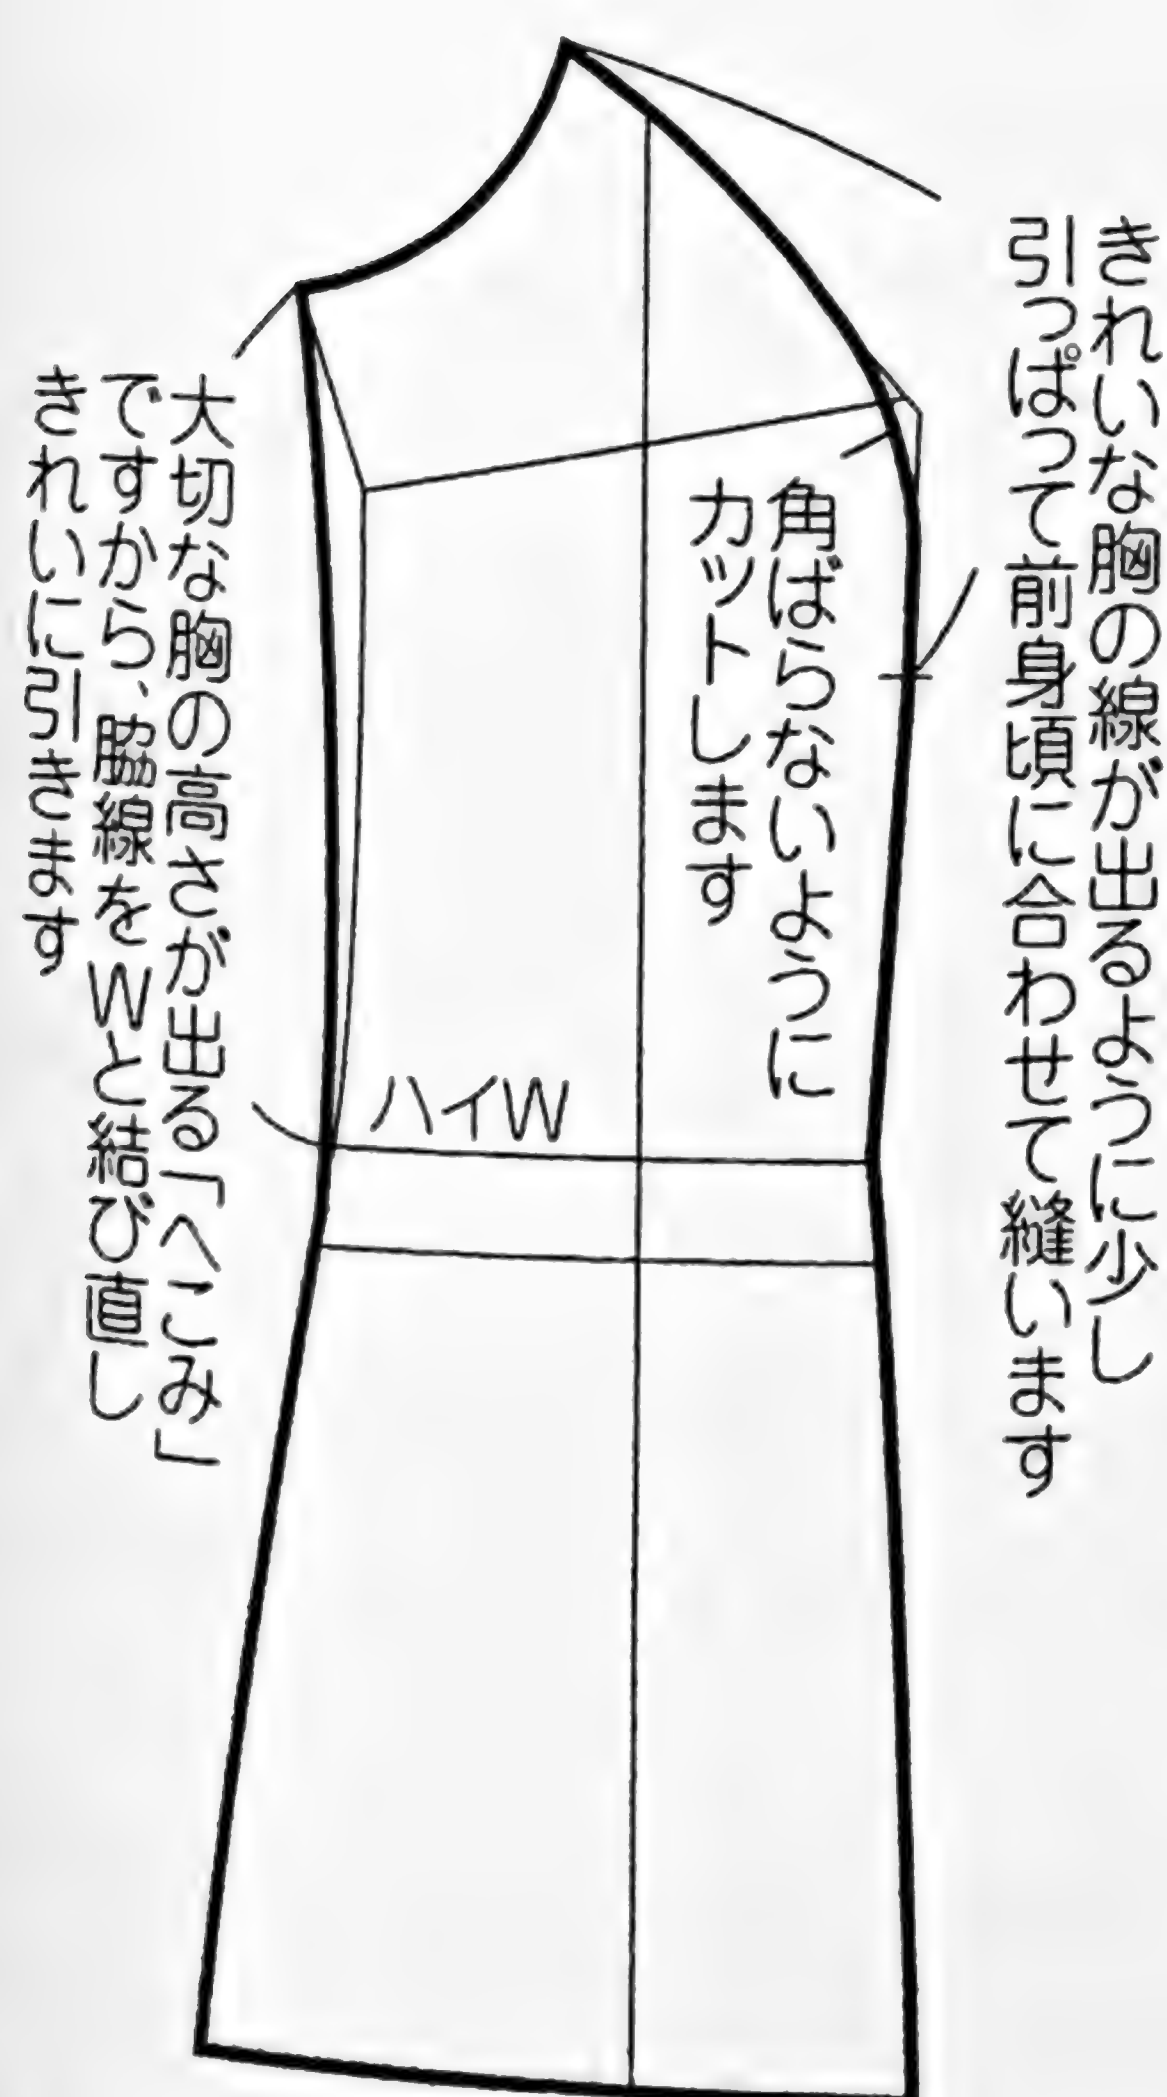 きれいな胸の線が出るように少し
引っぱって前身頃に合わせて縫います
角ばらないように
カットします
ハイW
大切な胸の高さが出る「へこみ」
ですから、脇線をWと結び直し
きれいに引きます